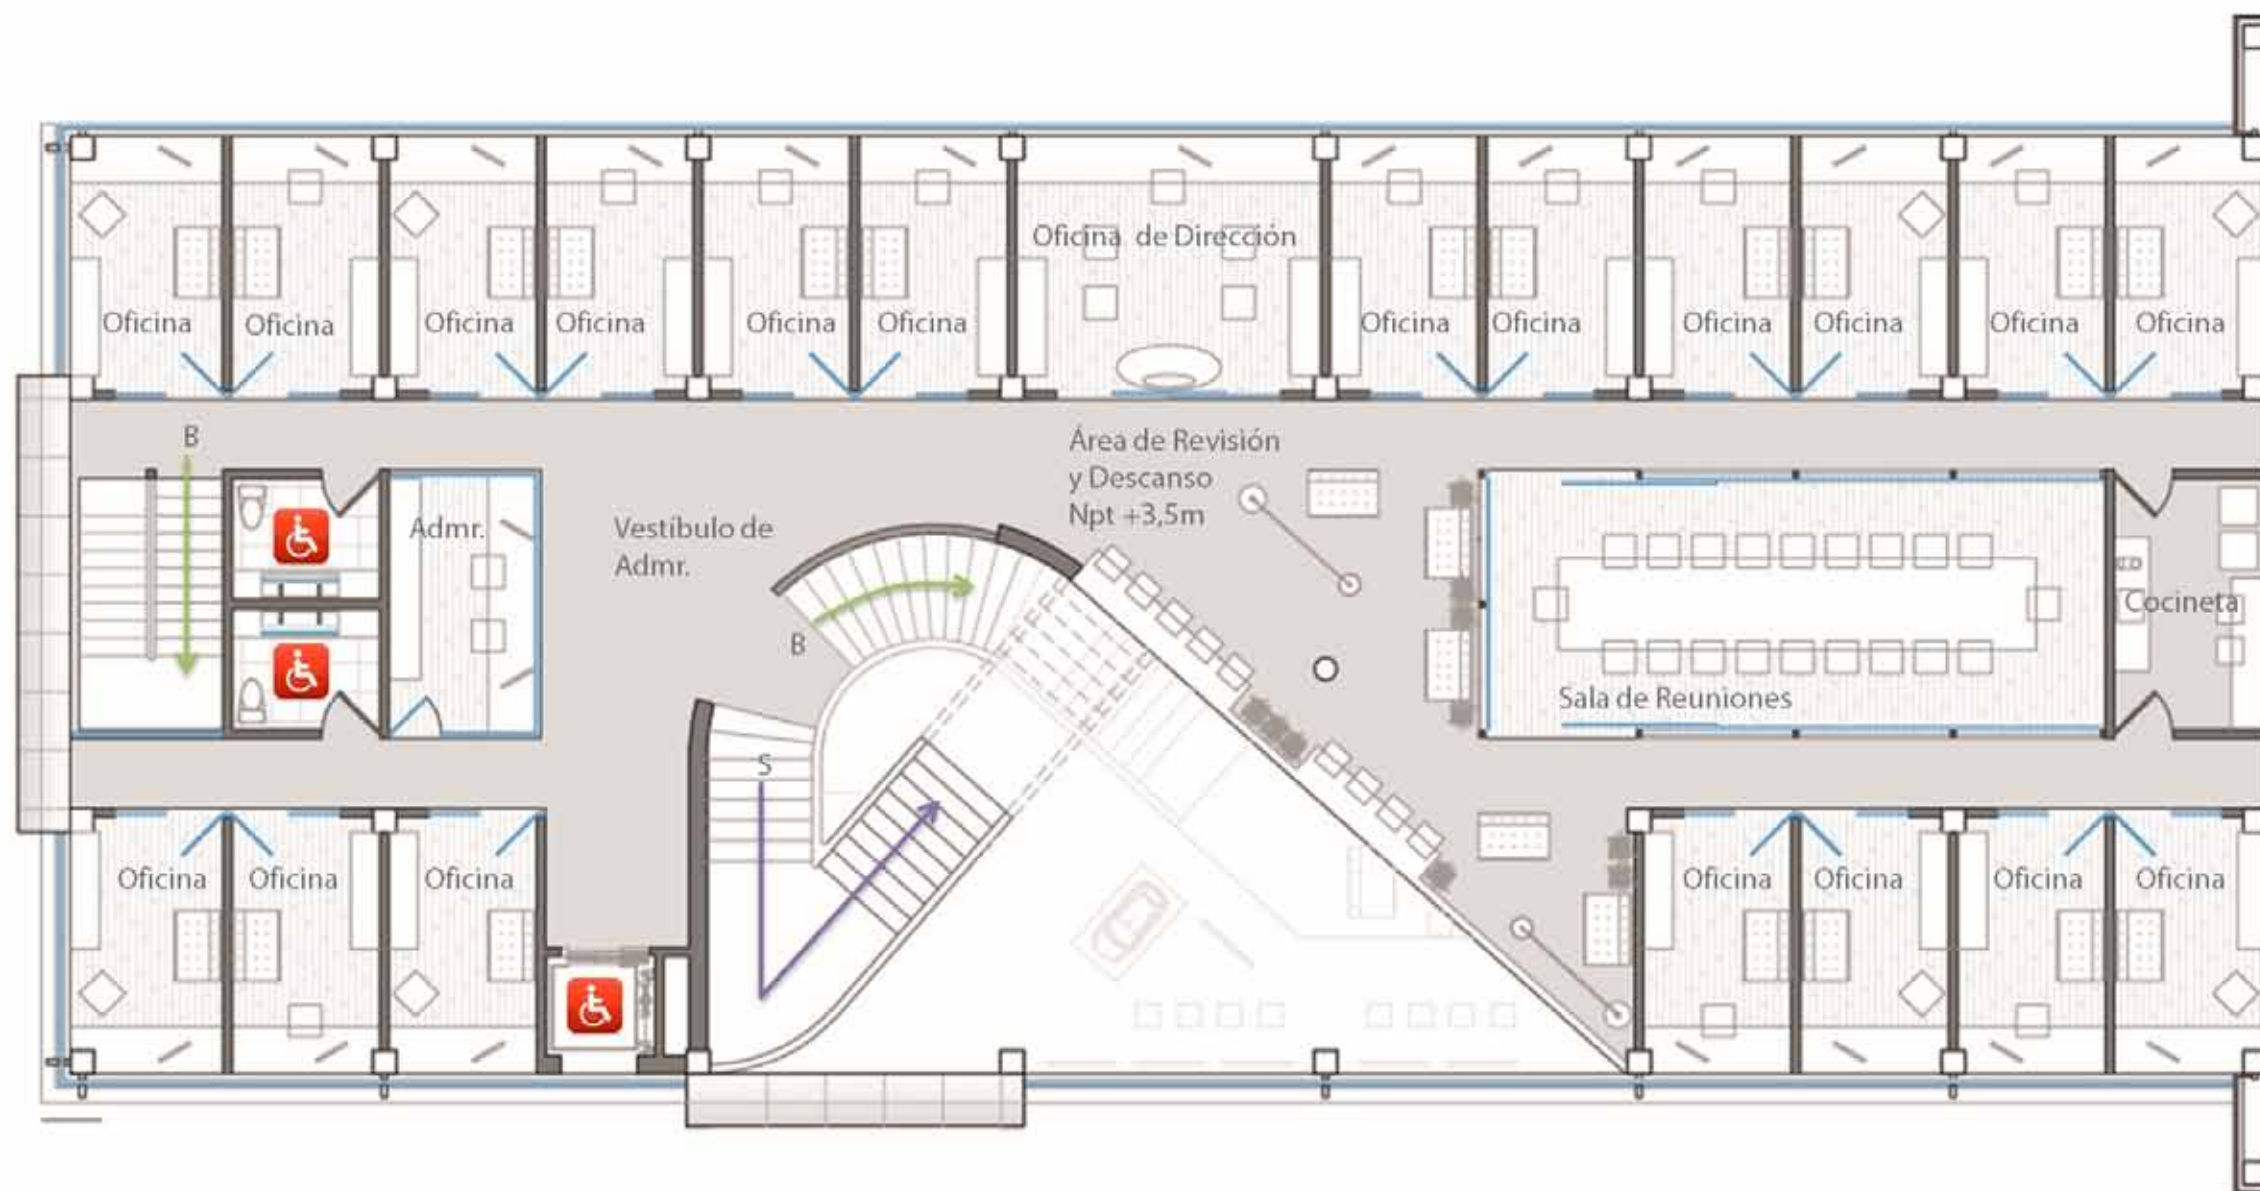 Oficina de Dirección
Oficina
Oficina
Oficina
Oficina
Oficina
Oficina
Oficina
Oficina
Oficina
Oficina
Oficina
Oficina
B
Área de Revisión
y Descanso
Npt +3,5m
Admr.
Vestíbulo de
Admr.
B
Cocineta
Sala de Reuniones
S
Oficina
Oficina
Oficina
Oficina
Oficina
Oficina
Oficina